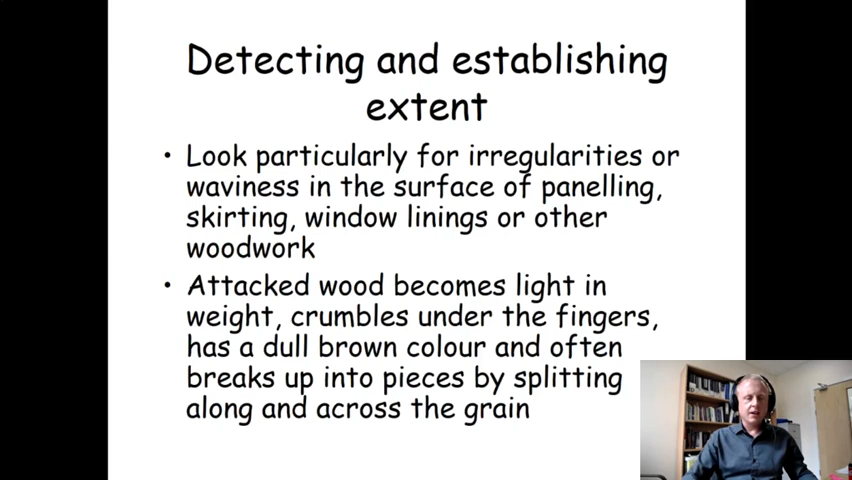 Detecting and establishing
extent
• Look particularly for irregularities or
waviness in the surface of panelling,
skirting, window linings or other
woodwork
• Attacked wood becomes light in
weight, crumbles under the fingers,
has a dull brown colour and often
breaks up into pieces by splitting
along and across the grain